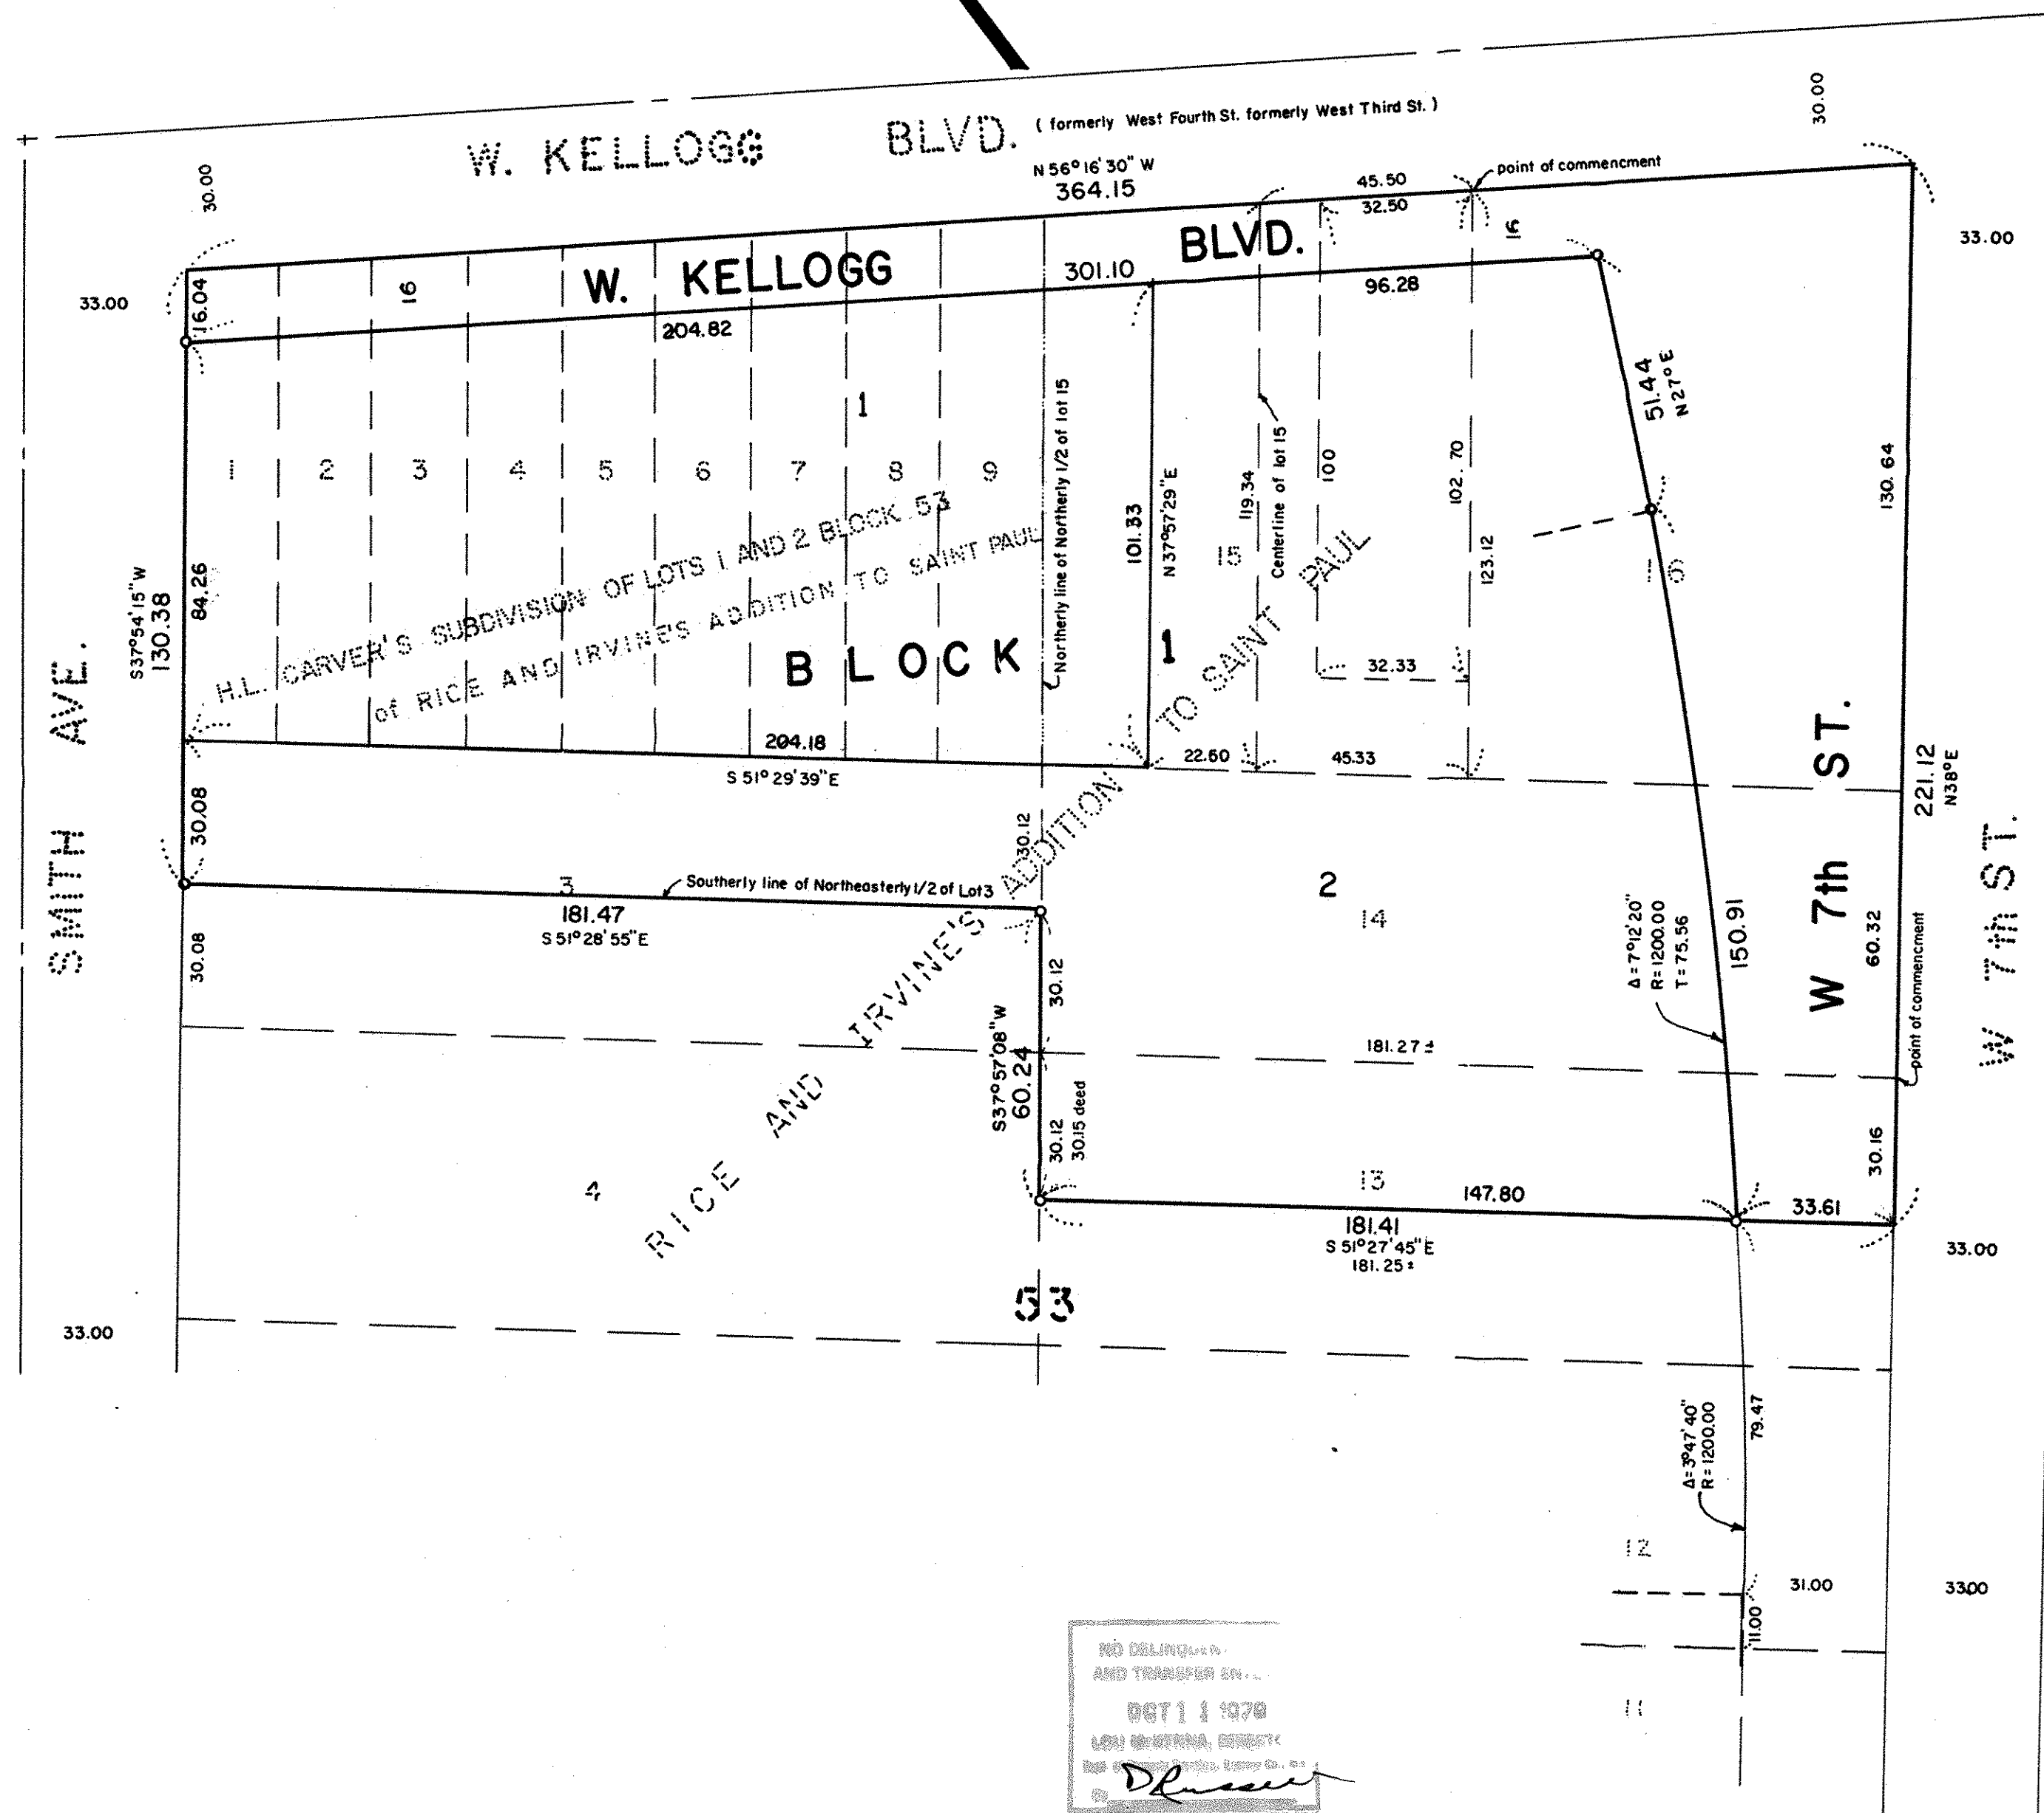 W. KELLOGG BLVD. ( formerly West Fourth St. formerly West Third St. )
30.00
30.00
N 56° 16' 30" W
364.15
45.50
32.50
point of commencment
33.00
33.00
16.04
16
W. KELLOGG BLVD.
301.10
16
204.82
96.28
51.44
N 27° E
1
1 2 3 4 5 6 7 8 9
Northerly line of Northerly 1/2 of lot 15
101.33
N 37° 57' 29" E
15
119.34
Centerline of lot 15
100
102.70
123.12
16
130.64
S 37° 54' 15" W
130.38
84.26
H.L. CARVER'S SUBDIVISION OF LOTS 1 AND 2 BLOCK 53
of RICE AND IRVINE'S ADDITION TO SAINT PAUL
BLOCK 1
32.33
204.18
S 51° 29' 39" E
22.60
45.33
SMITH AVE.
30.08
30.12
W 7th ST.
221.12
N 38° E
W 7th ST.
3
Southerly line of Northeasterly 1/2 of Lot 3
181.47
S 51° 28' 55" E
2
14
30.08
30.12
Δ = 7° 12' 20"
R = 1200.00
T = 75.56
150.91
60.32
point of commencment
RICE AND IRVINE'S ADDITION TO SAINT PAUL
181.27 ±
S 37° 57' 08" W
60.24
30.12
30.15 deed
30.16
4
13
147.80
33.61
181.41
S 51° 27' 45" E
181.25 ±
33.00
53
33.00
79.47
Δ = 3° 47' 40"
R = 1200.00
12
31.00
33.00
11.00
11
AND TRANSFER
OCT 11 1979